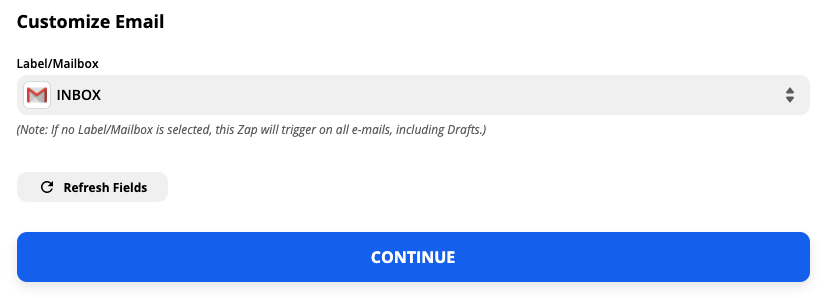 Customize Email
Label/Mailbox
INBOX
(Note: If no Label/Mailbox is selected, this Zap will trigger on all e-mails, including Drafts.)
Refresh Fields
CONTINUE